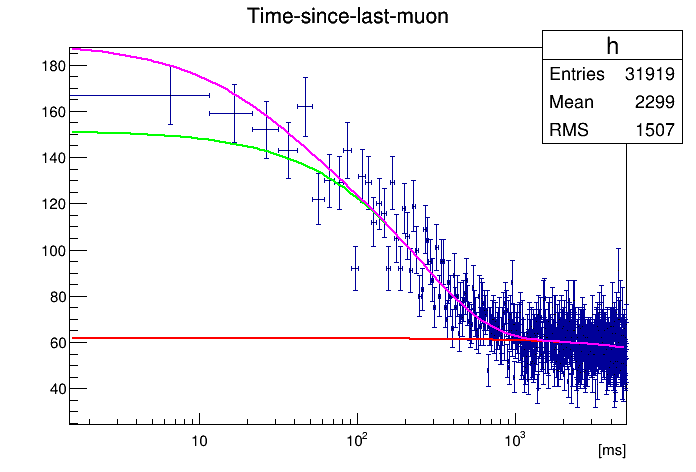 Time-since-last-muon
h
Entries 31919
Mean 2299
RMS 1507
180
160
140
120
100
80
60
40
10
10²
10³
[ms]